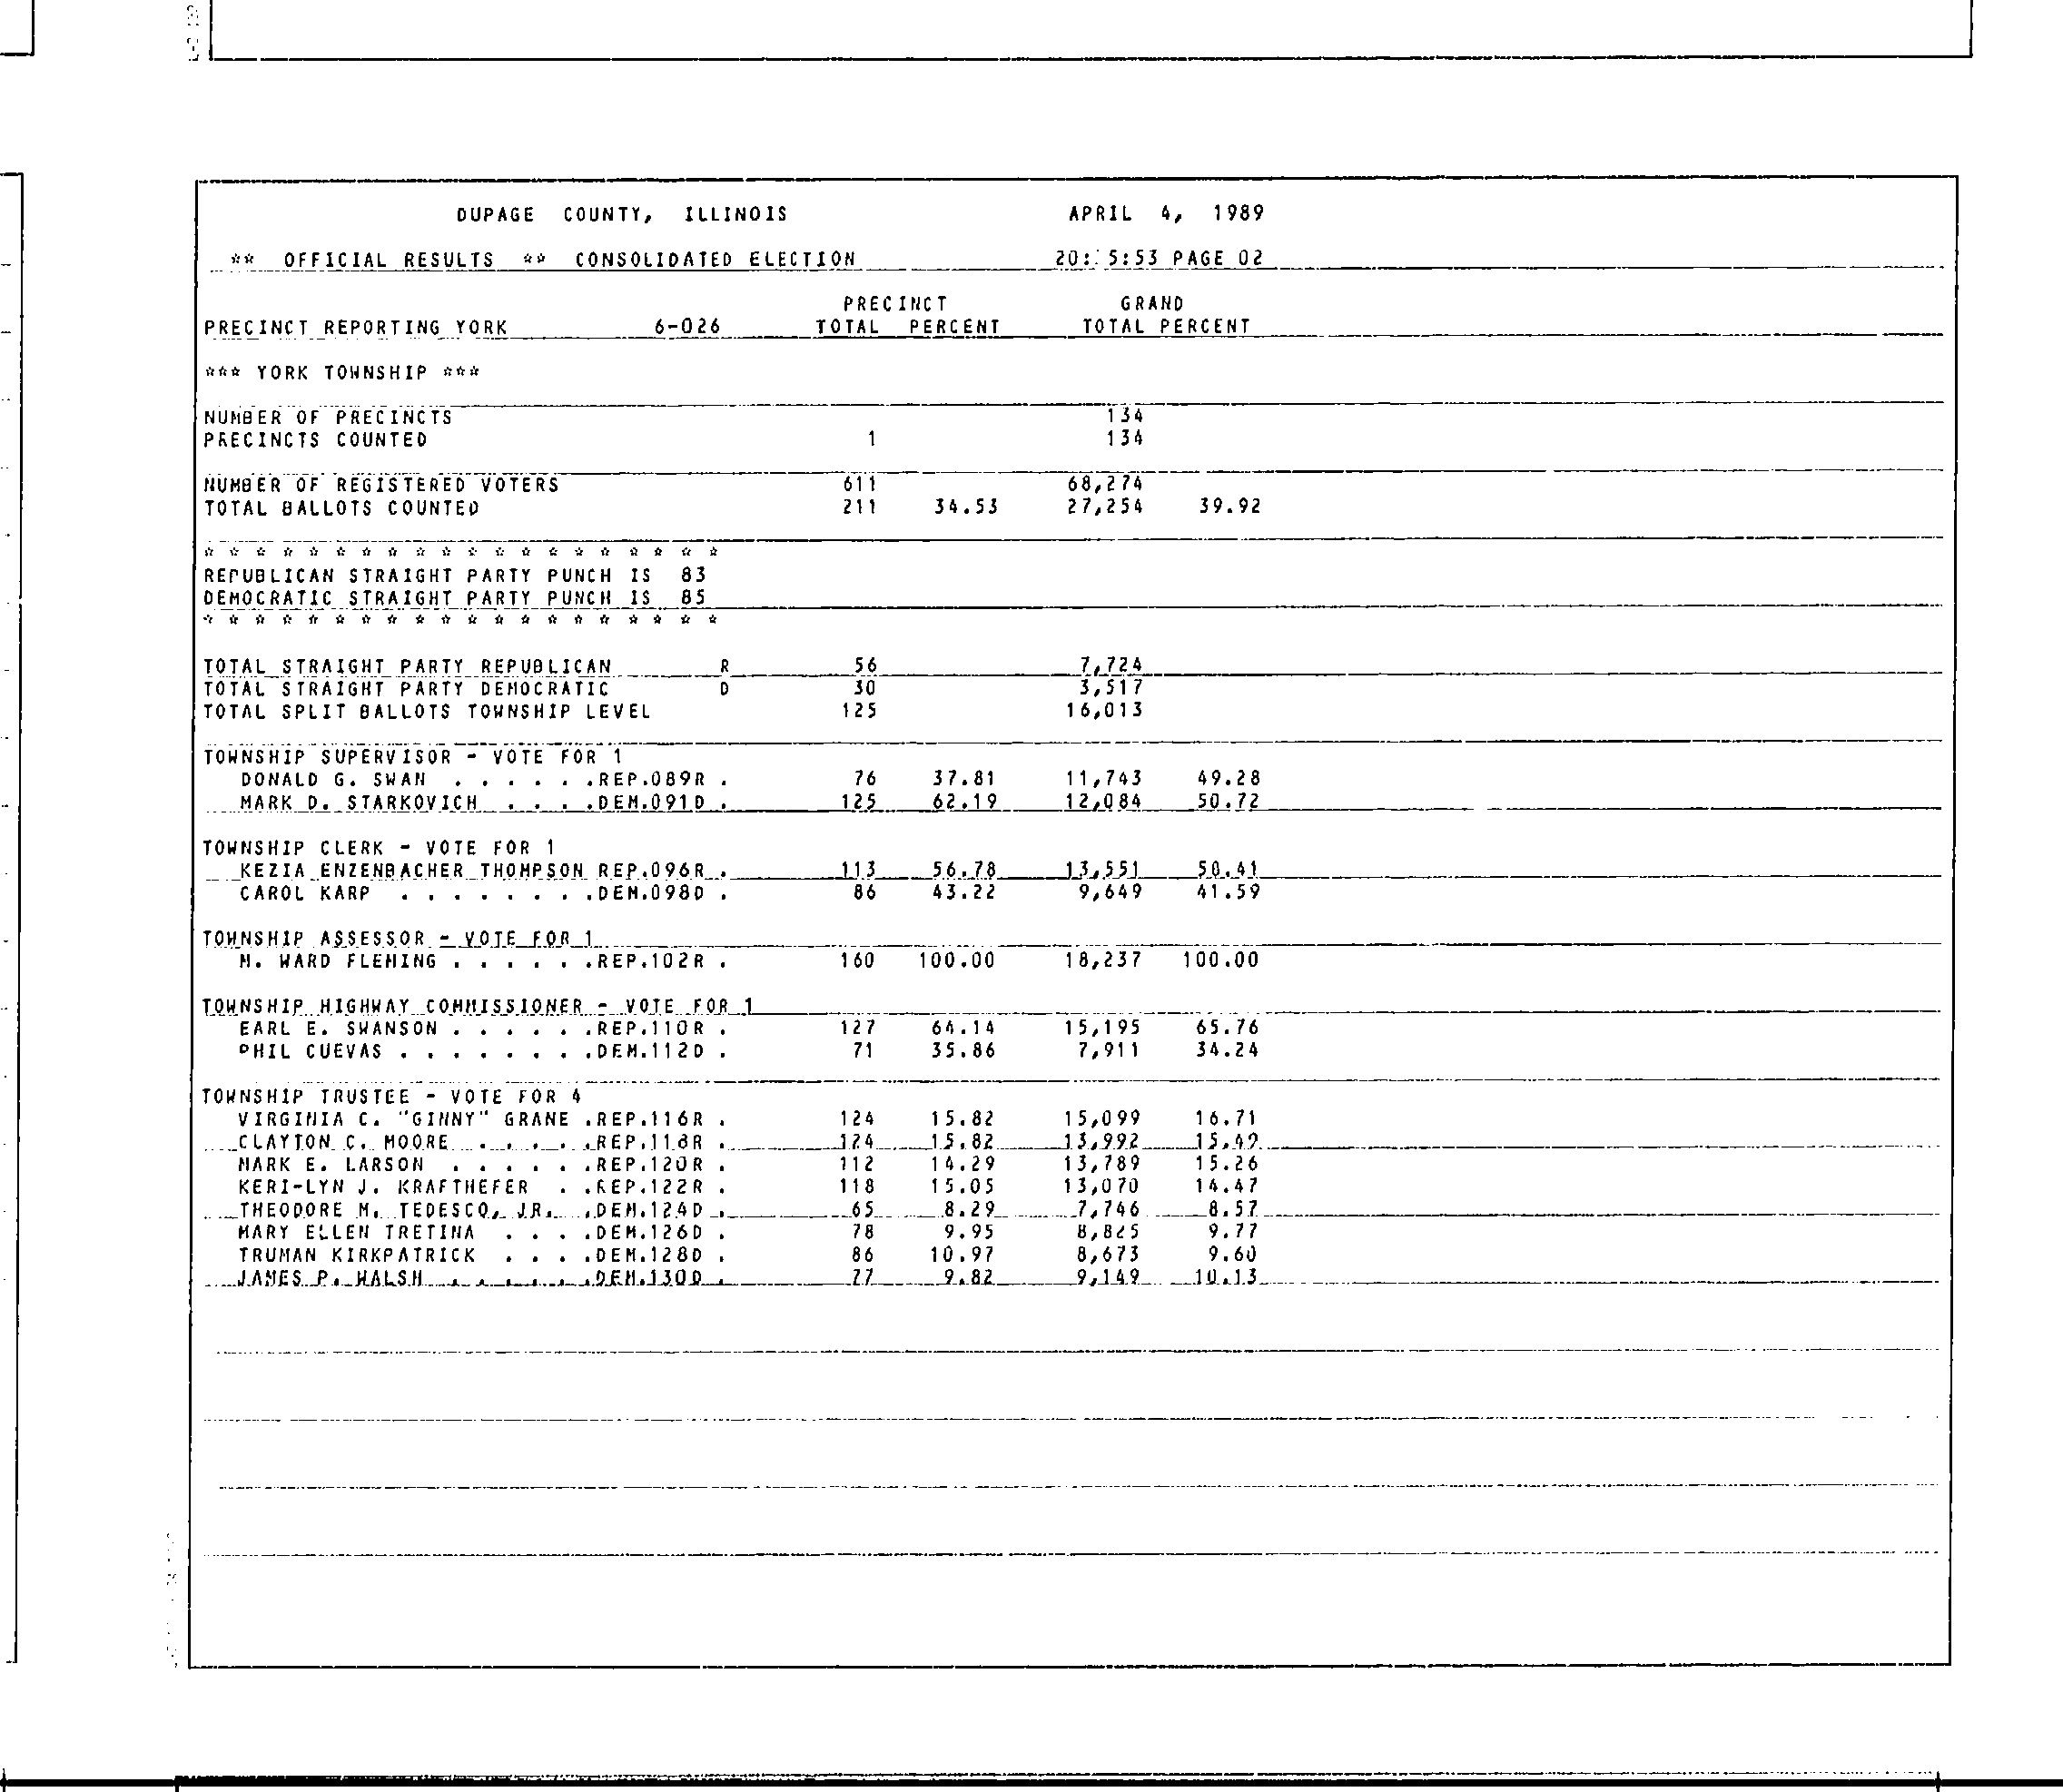 DUPAGE COUNTY, ILLINOIS APRIL 4, 1989
** OFFICIAL RESULTS ** CONSOLIDATED ELECTION 20: 5:53 PAGE 02
PRECINCT GRAND
PRECINCT REPORTING YORK 6-026 TOTAL PERCENT TOTAL PERCENT
*** YORK TOWNSHIP ***
NUMBER OF PRECINCTS 134
PRECINCTS COUNTED 1 134
NUMBER OF REGISTERED VOTERS 611 68,274
TOTAL BALLOTS COUNTED 211 34.53 27,254 39.92
* * * * * * * * * * * * * * * * * * * *
REPUBLICAN STRAIGHT PARTY PUNCH IS 83
DEMOCRATIC STRAIGHT PARTY PUNCH IS 85
* * * * * * * * * * * * * * * * * * * *
TOTAL STRAIGHT PARTY REPUBLICAN R 56 7,724
TOTAL STRAIGHT PARTY DEMOCRATIC D 30 3,517
TOTAL SPLIT BALLOTS TOWNSHIP LEVEL 125 16,013
TOWNSHIP SUPERVISOR - VOTE FOR 1
DONALD G. SWAN . . . . . .REP.089R . 76 37.81 11,743 49.28
MARK D. STARKOVICH . . . .DEM.091D . 125 62.19 12,084 50.72
TOWNSHIP CLERK - VOTE FOR 1
KEZIA ENZENBACHER THOMPSON REP.096R . 113 56.78 13,551 58.41
CAROL KARP . . . . . . . .DEM.098D . 86 43.22 9,649 41.59
TOWNSHIP ASSESSOR - VOTE FOR 1
M. WARD FLEMING . . . . . .REP.102R . 160 100.00 18,237 100.00
TOWNSHIP HIGHWAY COMMISSIONER - VOTE FOR 1
EARL E. SWANSON . . . . . .REP.110R . 127 64.14 15,195 65.76
PHIL CUEVAS . . . . . . . .DEM.112D . 71 35.86 7,911 34.24
TOWNSHIP TRUSTEE - VOTE FOR 4
VIRGINIA C. "GINNY" GRANE .REP.116R . 124 15.82 15,099 16.71
CLAYTON C. MOORE . . . . .REP.118R . 124 15.82 13,992 15.49
MARK E. LARSON . . . . . .REP.120R . 112 14.29 13,789 15.26
KERI-LYN J. KRAFTHEFER . .REP.122R . 118 15.05 13,070 14.47
THEODORE M. TEDESCO, JR. .DEM.124D . 65 8.29 7,746 8.57
MARY ELLEN TRETINA . . . .DEM.126D . 78 9.95 8,825 9.77
TRUMAN KIRKPATRICK . . . .DEM.128D . 86 10.97 8,673 9.60
JAMES P. WALSH . . . . . .DEM.130D . 77 9.82 9,149 10.13